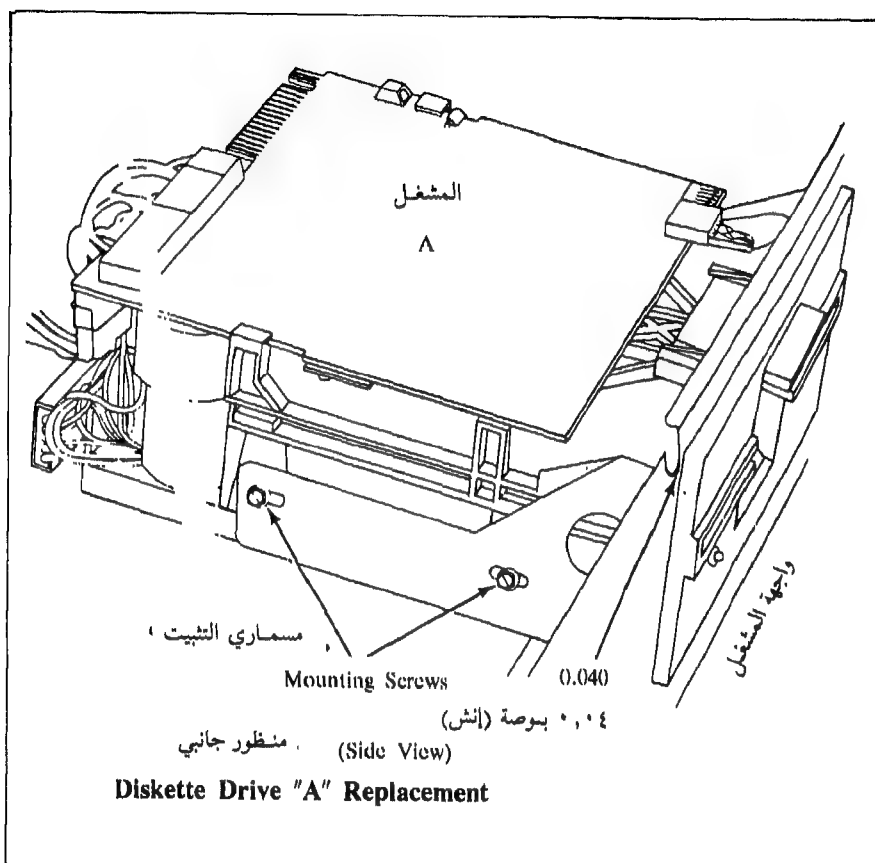 المشغل
٨
واجهة المشغل
مسماري التثبيت
Mounting Screws
0.040
٠,٠٤ بوصة (إنش)
منظور جانبي (Side View)
Diskette Drive "A" Replacement